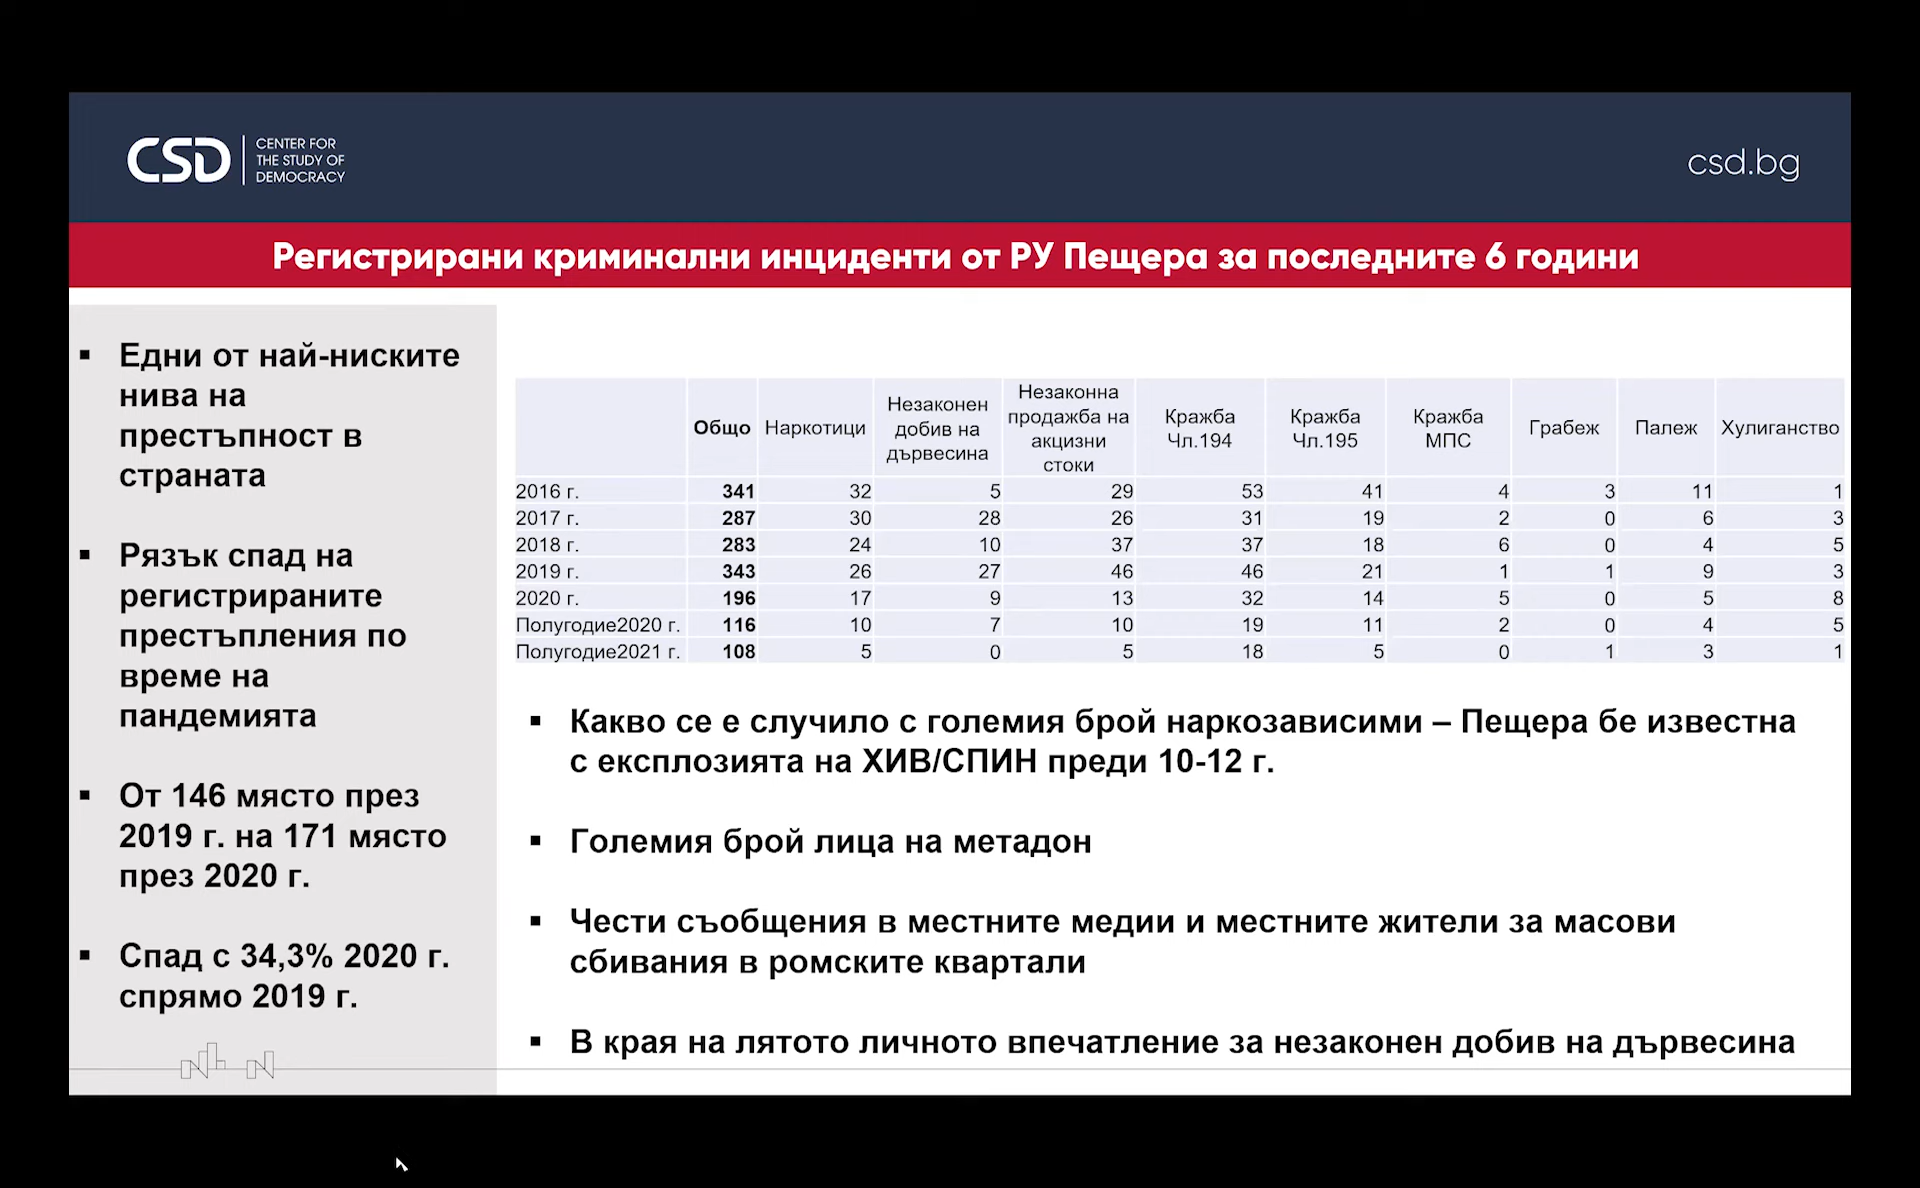 CSD
CENTER FOR
THE STUDY OF
DEMOCRACY
csd.bg
Регистрирани криминални инциденти от РУ Пещера за последните 6 години
▪ Едни от най-ниските
нива на
престъпност в
страната
▪ Рязък спад на
регистрираните
престъпления по
време на
пандемията
▪ От 146 място през
2019 г. на 171 място
през 2020 г.
▪ Спад с 34,3% 2020 г.
спрямо 2019 г.
Общо Наркотици Незаконен добив на дървесина Незаконна продажба на акцизни стоки Кражба Чл.194 Кражба Чл.195 Кражба МПС Грабеж Палеж Хулиганство
2016 г. 341 32 5 29 53 41 4 3 11 1
2017 г. 287 30 28 26 31 19 2 0 6 3
2018 г. 283 24 10 37 37 18 6 0 4 5
2019 г. 343 26 27 46 46 21 1 1 9 3
2020 г. 196 17 9 13 32 14 5 0 5 8
Полугодие2020 г. 116 10 7 10 19 11 2 0 4 5
Полугодие2021 г. 108 5 0 5 18 5 0 1 3 1
▪ Какво се е случило с големия брой наркозависими – Пещера бе известна
с експлозията на ХИВ/СПИН преди 10-12 г.
▪ Големия брой лица на метадон
▪ Чести съобщения в местните медии и местните жители за масови
сбивания в ромските квартали
▪ В края на лятото личното впечатление за незаконен добив на дървесина